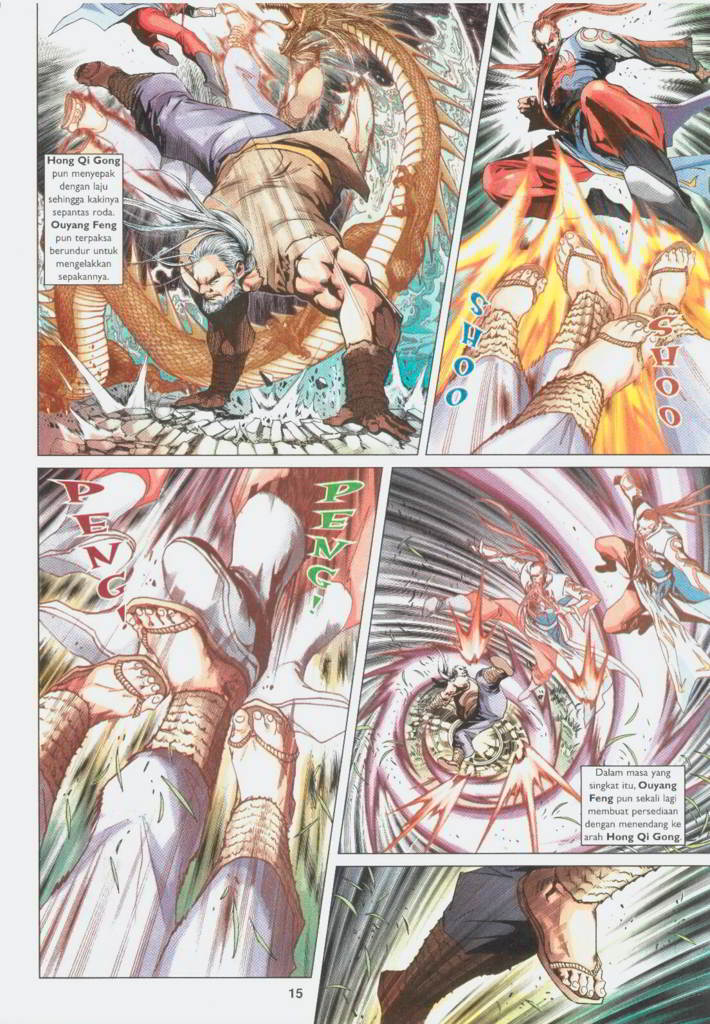 Hong Qi Gong
pun menyepak
dengan laju
sehingga kakinya
sepantas roda.
Ouyang Feng
pun terpaksa
berundur untuk
mengelakkan
sepakannya.
SHOO
SHOO
PENG!
PENG!
Dalam masa yang
singkat itu, Ouyang
Feng pun sekali lagi
membuat persediaan
dengan menendang ke
arah Hong Qi Gong.
15